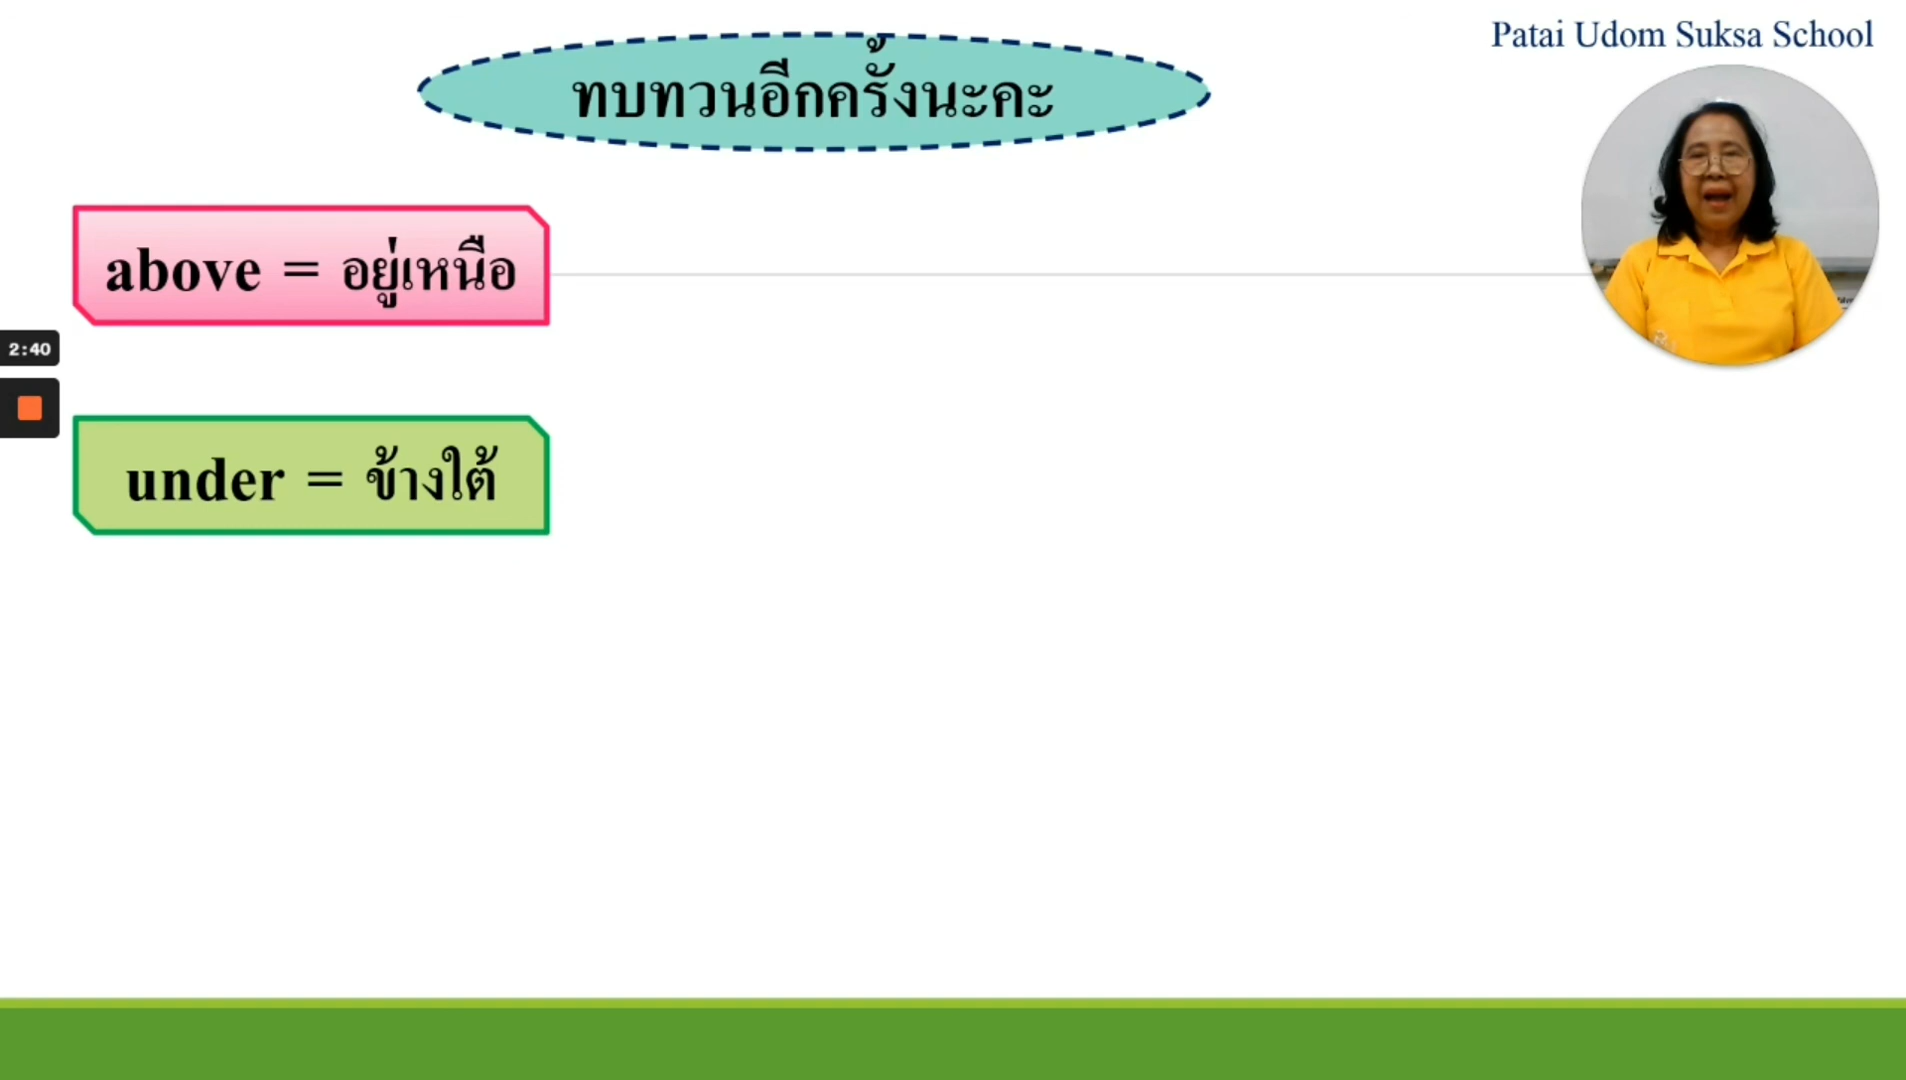 Patai Udom Suksa School
ทบทวนอีกครั้งนะคะ
above = อยู่เหนือ
2:40
under = ข้างใต้